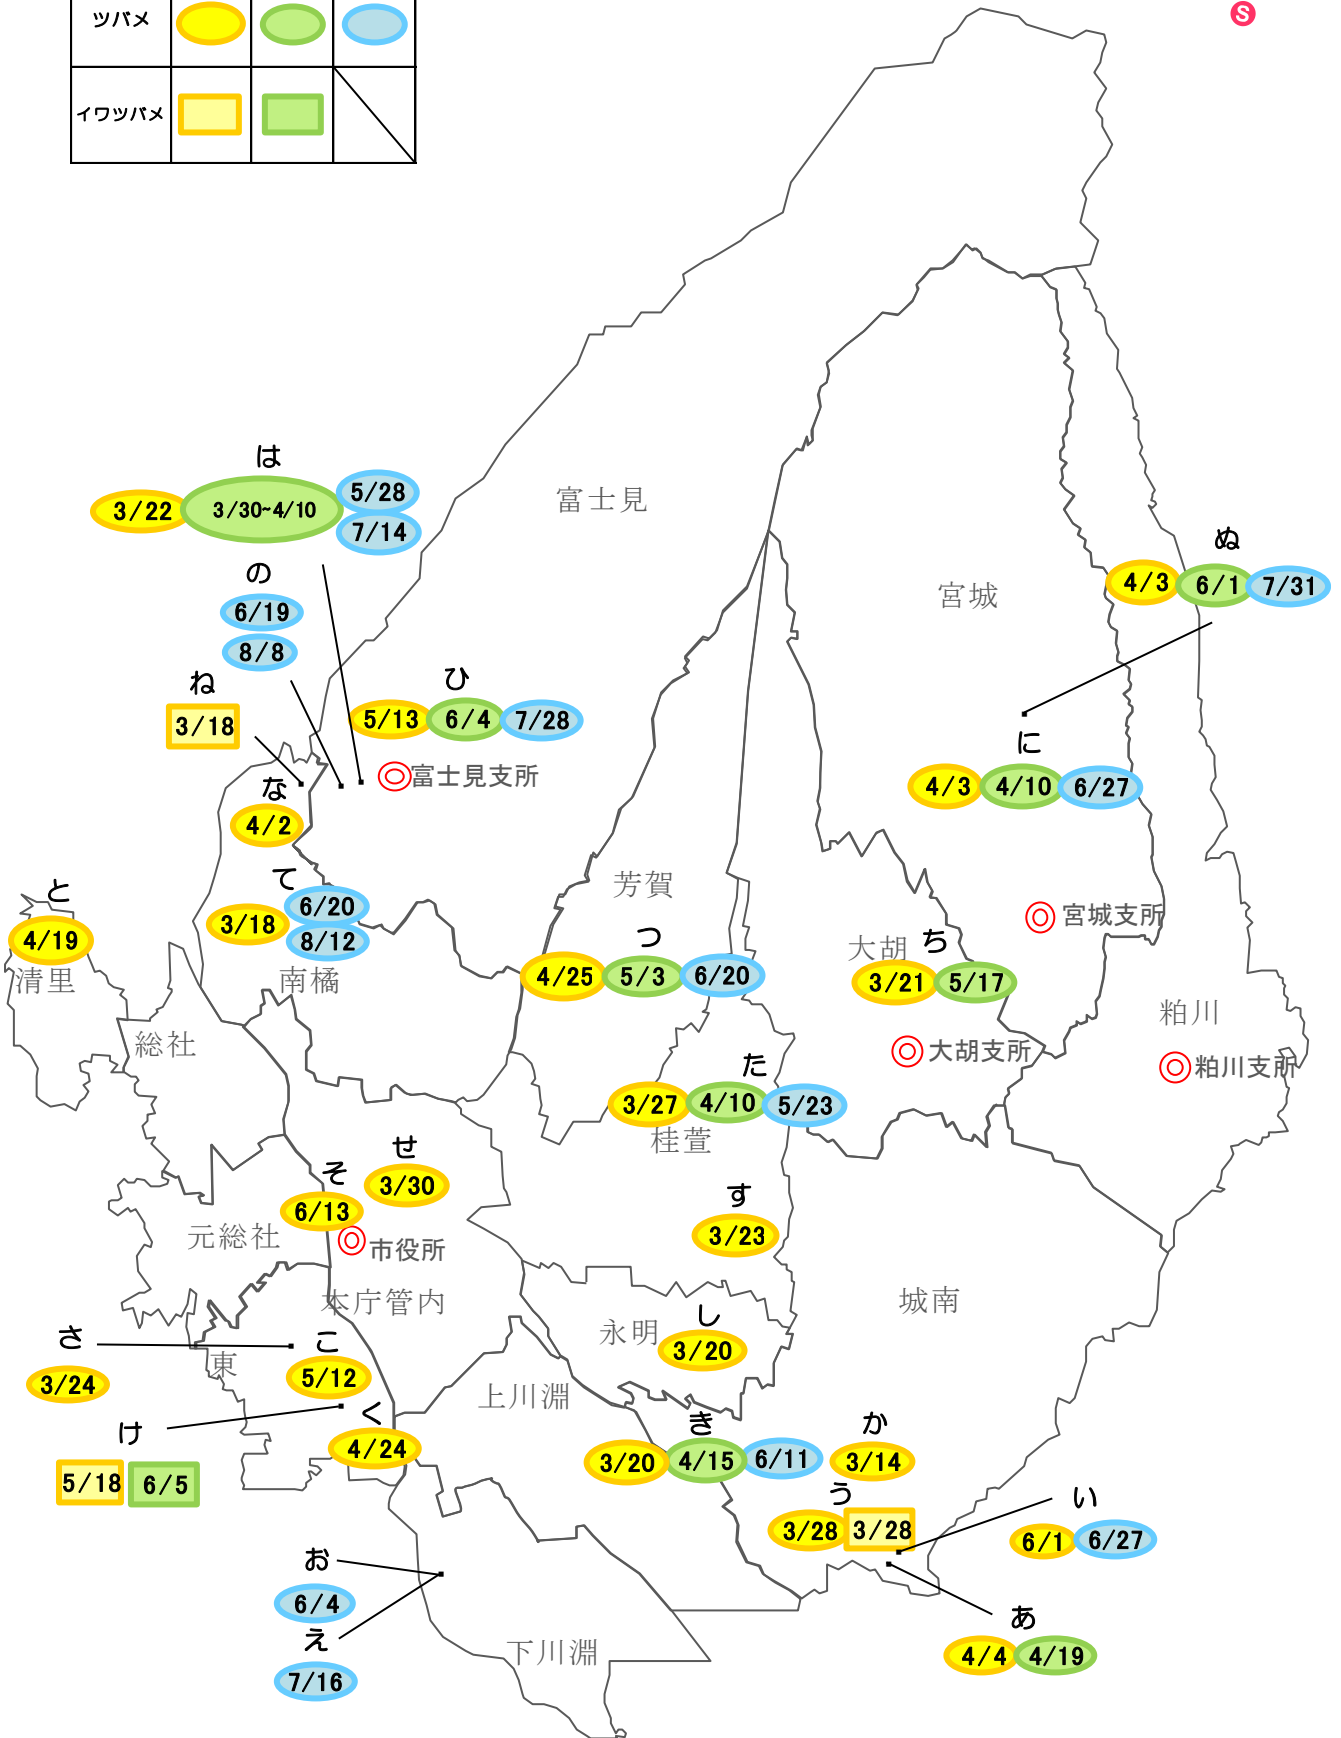 ツバメ
S
イワツバメ
は
3/22
3/30~4/10
5/28
7/14
富士見
の
6/19
8/8
ぬ
4/3
6/1
7/31
宮城
ね
3/18
ひ
5/13
6/4
7/28
富士見支所
な
4/2
に
4/3
4/10
6/27
て
3/18
6/20
8/12
南橘
と
4/19
清里
芳賀
つ
4/25
5/3
6/20
宮城支所
大胡
ち
3/21
5/17
大胡支所
粕川
粕川支所
総社
た
3/27
4/10
5/23
桂萱
せ
3/30
そ
6/13
元総社
市役所
す
3/23
本庁管内
城南
永明
し
3/20
さ
3/24
東
こ
5/12
上川淵
け
5/18
6/5
く
4/24
き
3/20
4/15
6/11
か
3/14
う
3/28
3/28
い
6/1
6/27
お
6/4
え
7/16
下川淵
あ
4/4
4/19